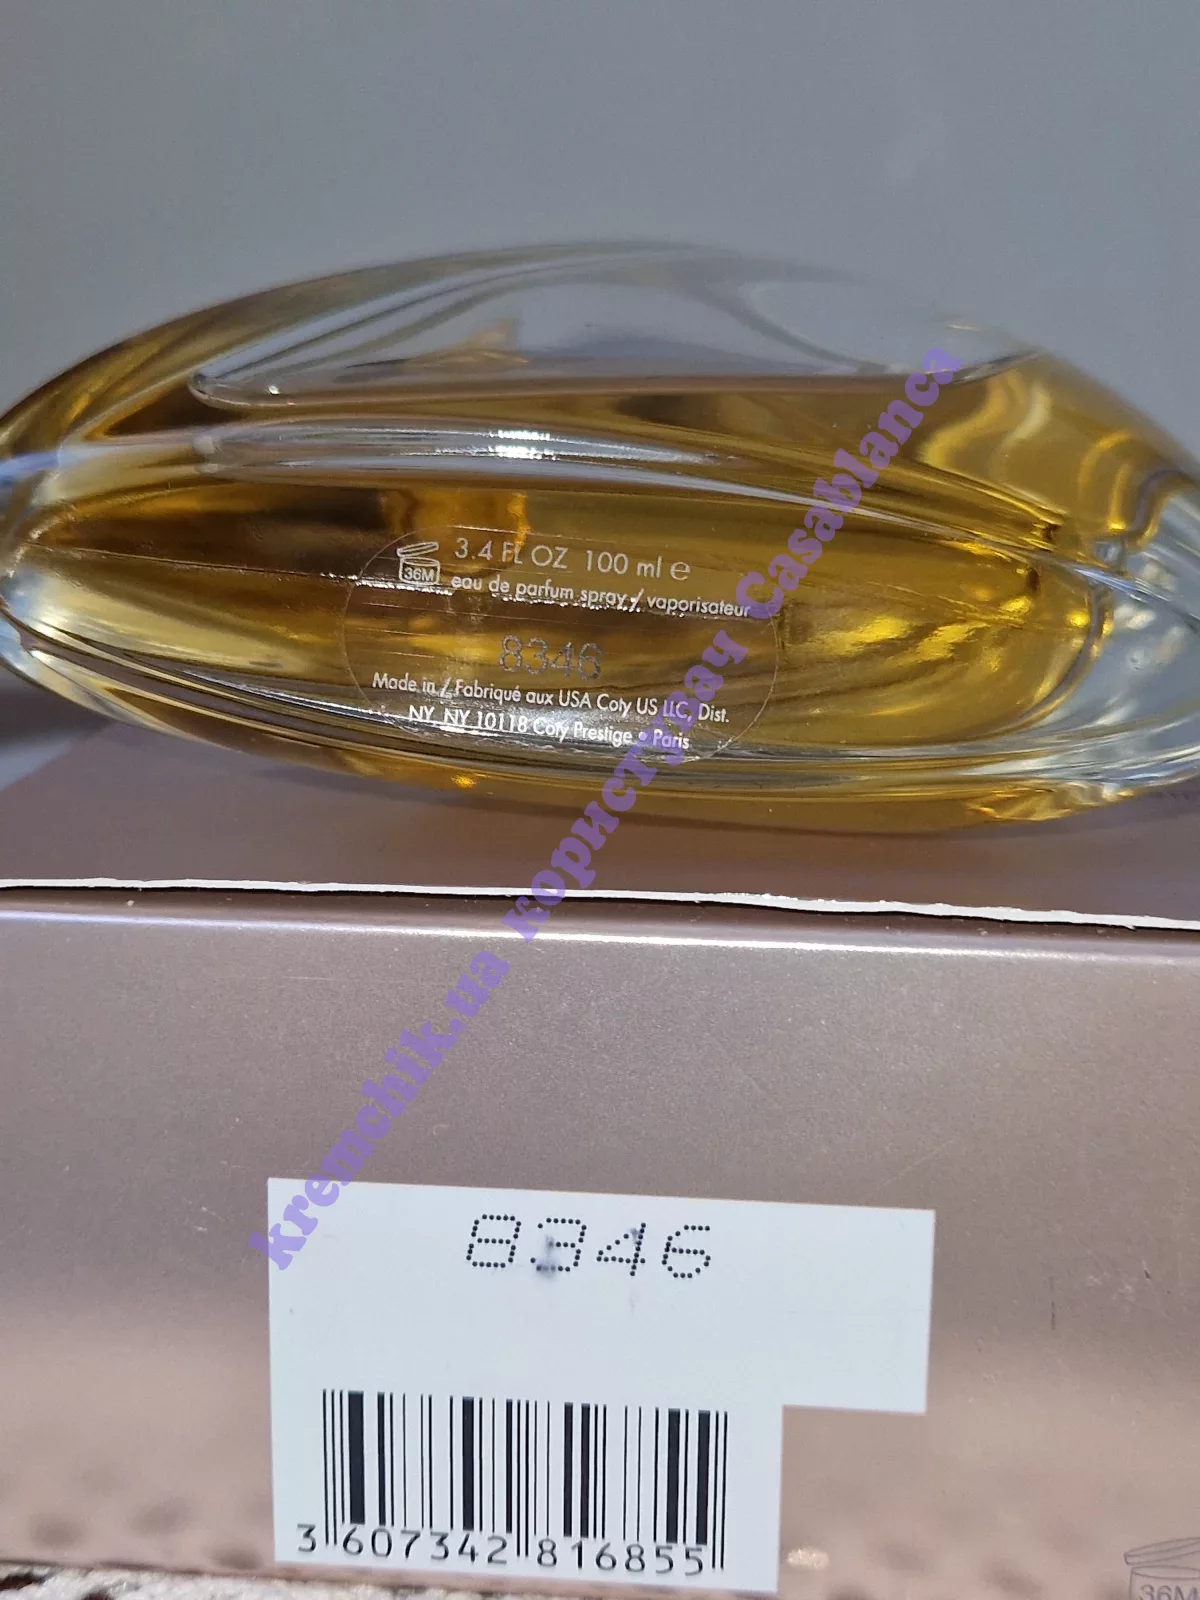 3.4 FL OZ 100 ml e
36M
eau de parfum spray / vaporisateur
8346
Made in / Fabriqué aux USA Coty US LLC, Dist.
NY, NY 10118 Coty Prestige • Paris
kremchik.ua користувач Casablanca
8346
3 607342 816855
36M